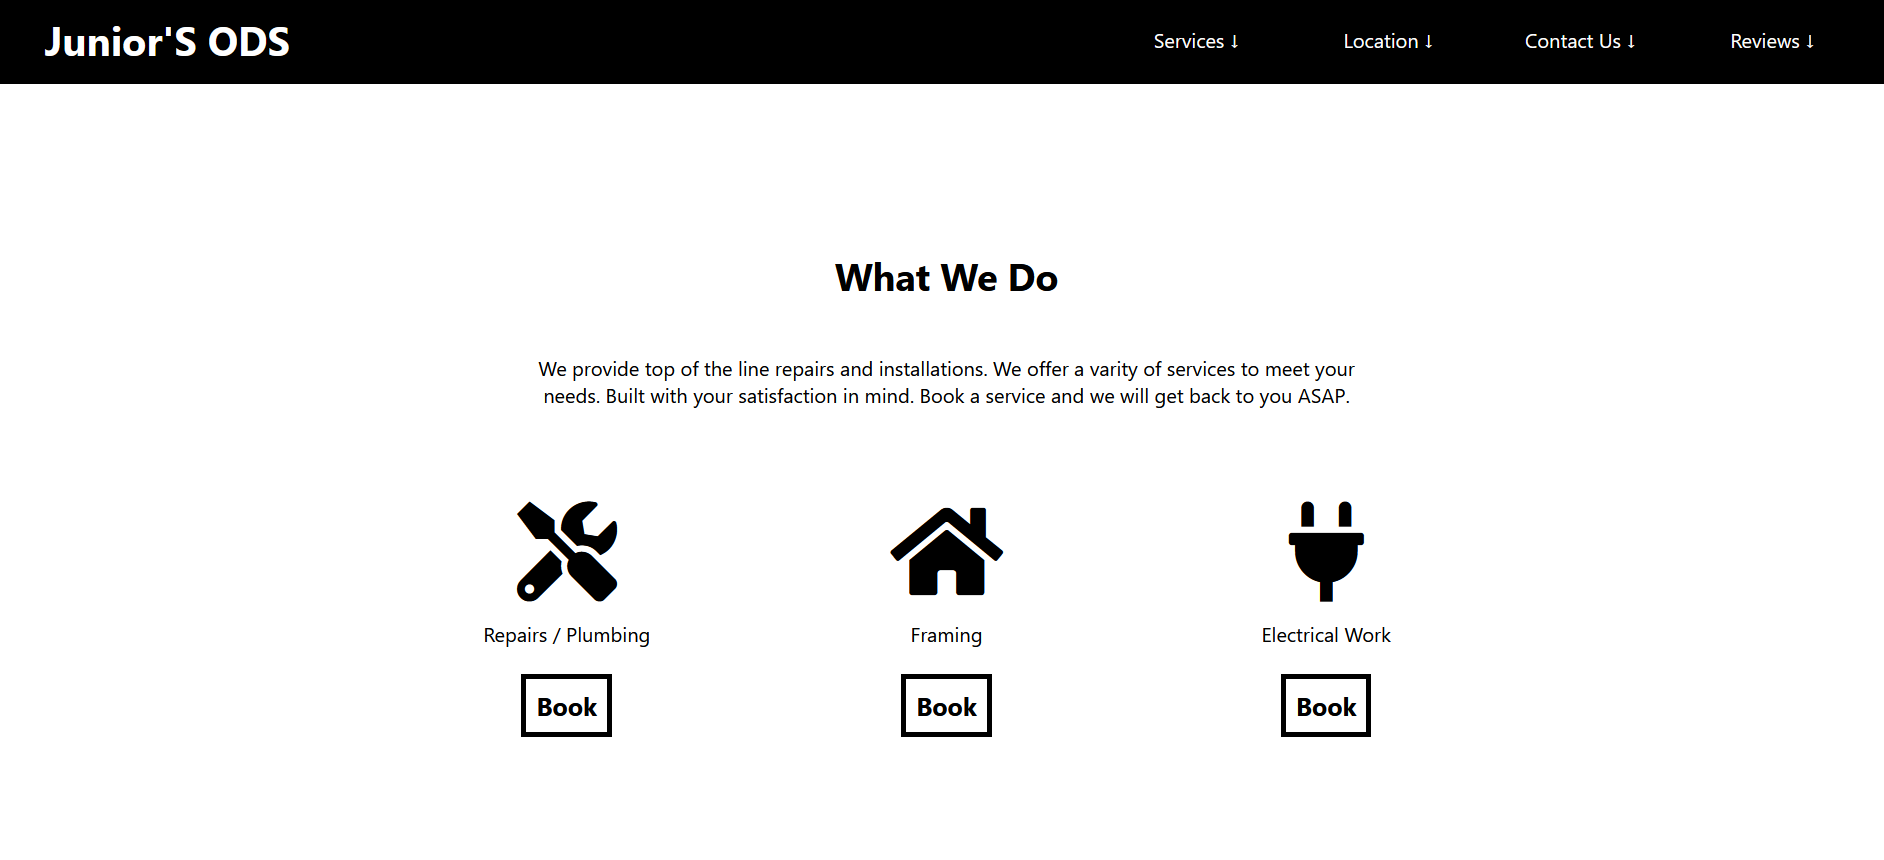 Junior'S ODS
Services ↓
Location ↓
Contact Us ↓
Reviews ↓
What We Do
We provide top of the line repairs and installations. We offer a varity of services to meet your
needs. Built with your satisfaction in mind. Book a service and we will get back to you ASAP.
Repairs / Plumbing
Framing
Electrical Work
Book
Book
Book